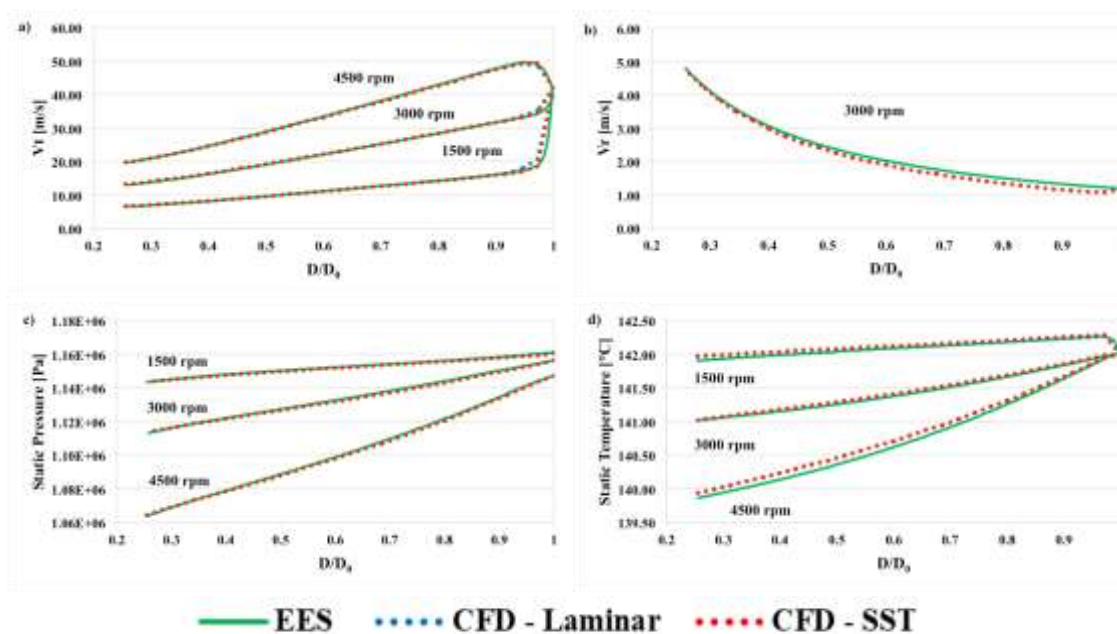 a)
60.00
50.00
40.00
30.00
20.00
10.00
0.00
Vt [m/s]
4500 rpm
3000 rpm
1500 rpm
0.2 0.3 0.4 0.5 0.6 0.7 0.8 0.9 1
D/D₀
b)
6.00
5.00
4.00
3.00
2.00
1.00
0.00
Vr [m/s]
3000 rpm
0.2 0.3 0.4 0.5 0.6 0.7 0.8 0.9
D/D₀
c)
1.18E+06
1.16E+06
1.14E+06
1.12E+06
1.10E+06
1.08E+06
1.06E+06
Static Pressure [Pa]
1500 rpm
3000 rpm
4500 rpm
0.2 0.3 0.4 0.5 0.6 0.7 0.8 0.9 1
D/D₀
d)
142.50
142.00
141.50
141.00
140.50
140.00
139.50
Static Temperature [°C]
1500 rpm
3000 rpm
4500 rpm
0.2 0.3 0.4 0.5 0.6 0.7 0.8 0.9
D/D₀
EES CFD - Laminar CFD - SST